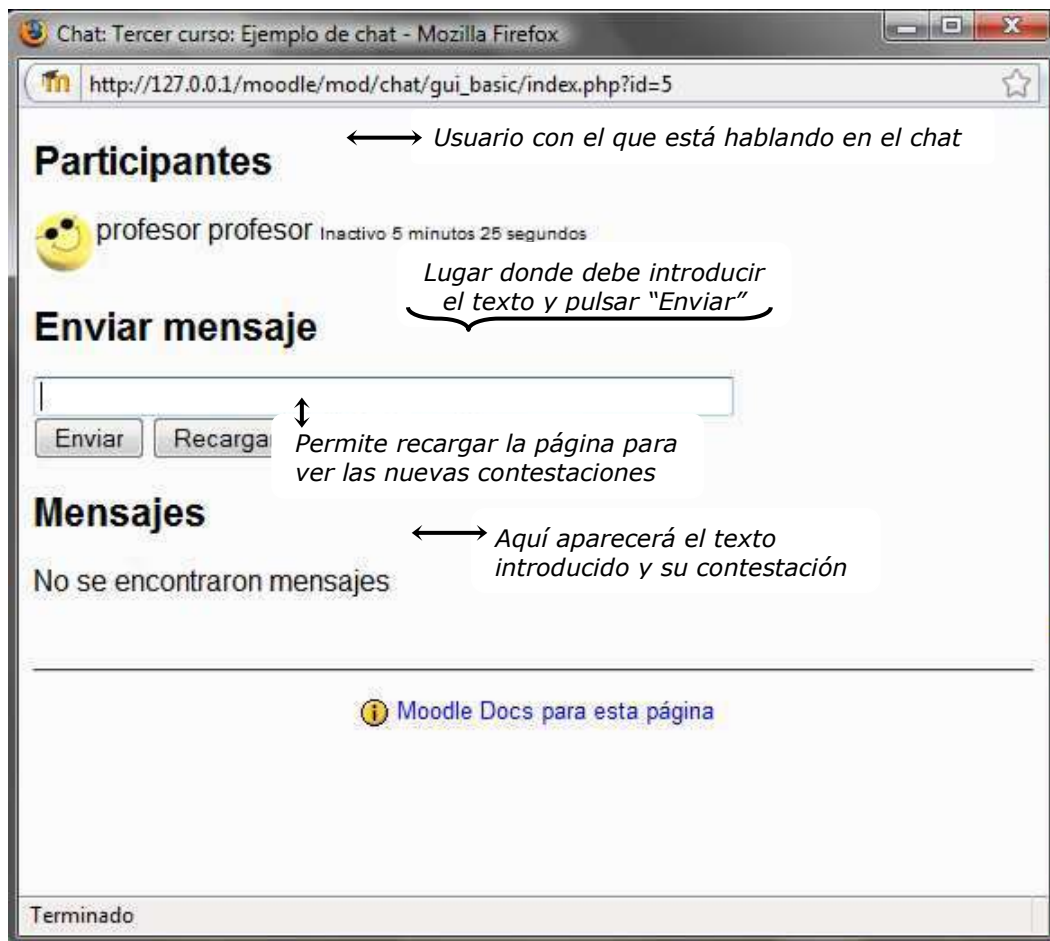 Chat: Tercer curso: Ejemplo de chat - Mozilla Firefox
http://127.0.0.1/moodle/mod/chat/gui_basic/index.php?id=5
Usuario con el que está hablando en el chat
Participantes
profesor profesor Inactivo 5 minutos 25 segundos
Lugar donde debe introducir
el texto y pulsar “Enviar”
Enviar mensaje
Enviar Recarga
Permite recargar la página para
ver las nuevas contestaciones
Mensajes
Aquí aparecerá el texto
introducido y su contestación
No se encontraron mensajes
Moodle Docs para esta página
Terminado